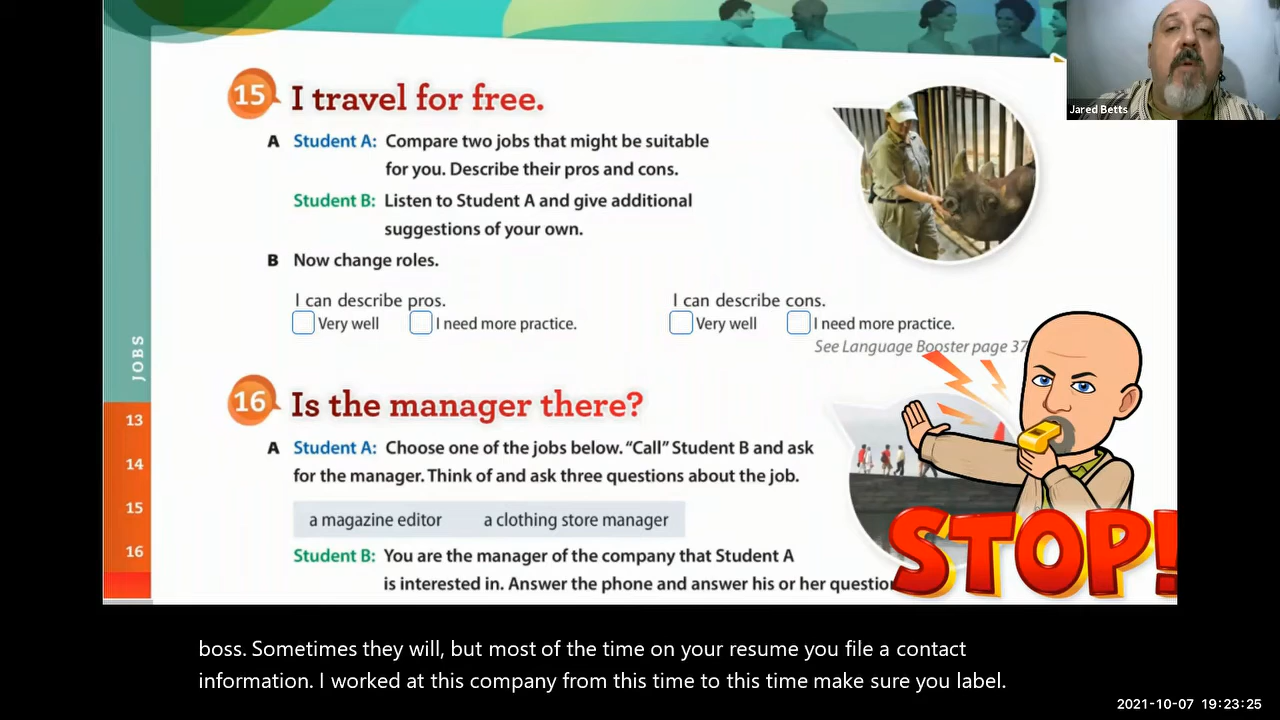 15 I travel for free.
A Student A: Compare two jobs that might be suitable
for you. Describe their pros and cons.
Student B: Listen to Student A and give additional
suggestions of your own.
B Now change roles.
I can describe pros.
Very well I need more practice.
I can describe cons.
Very well I need more practice.
See Language Booster page 37
16 Is the manager there?
A Student A: Choose one of the jobs below. “Call” Student B and ask
for the manager. Think of and ask three questions about the job.
a magazine editor a clothing store manager
Student B: You are the manager of the company that Student A
is interested in. Answer the phone and answer his or her
JOBS
13
14
15
16
Jared Betts
STOP!
boss. Sometimes they will, but most of the time on your resume you file a contact
information. I worked at this company from this time to this time make sure you label.
2021-10-07 19:23:25